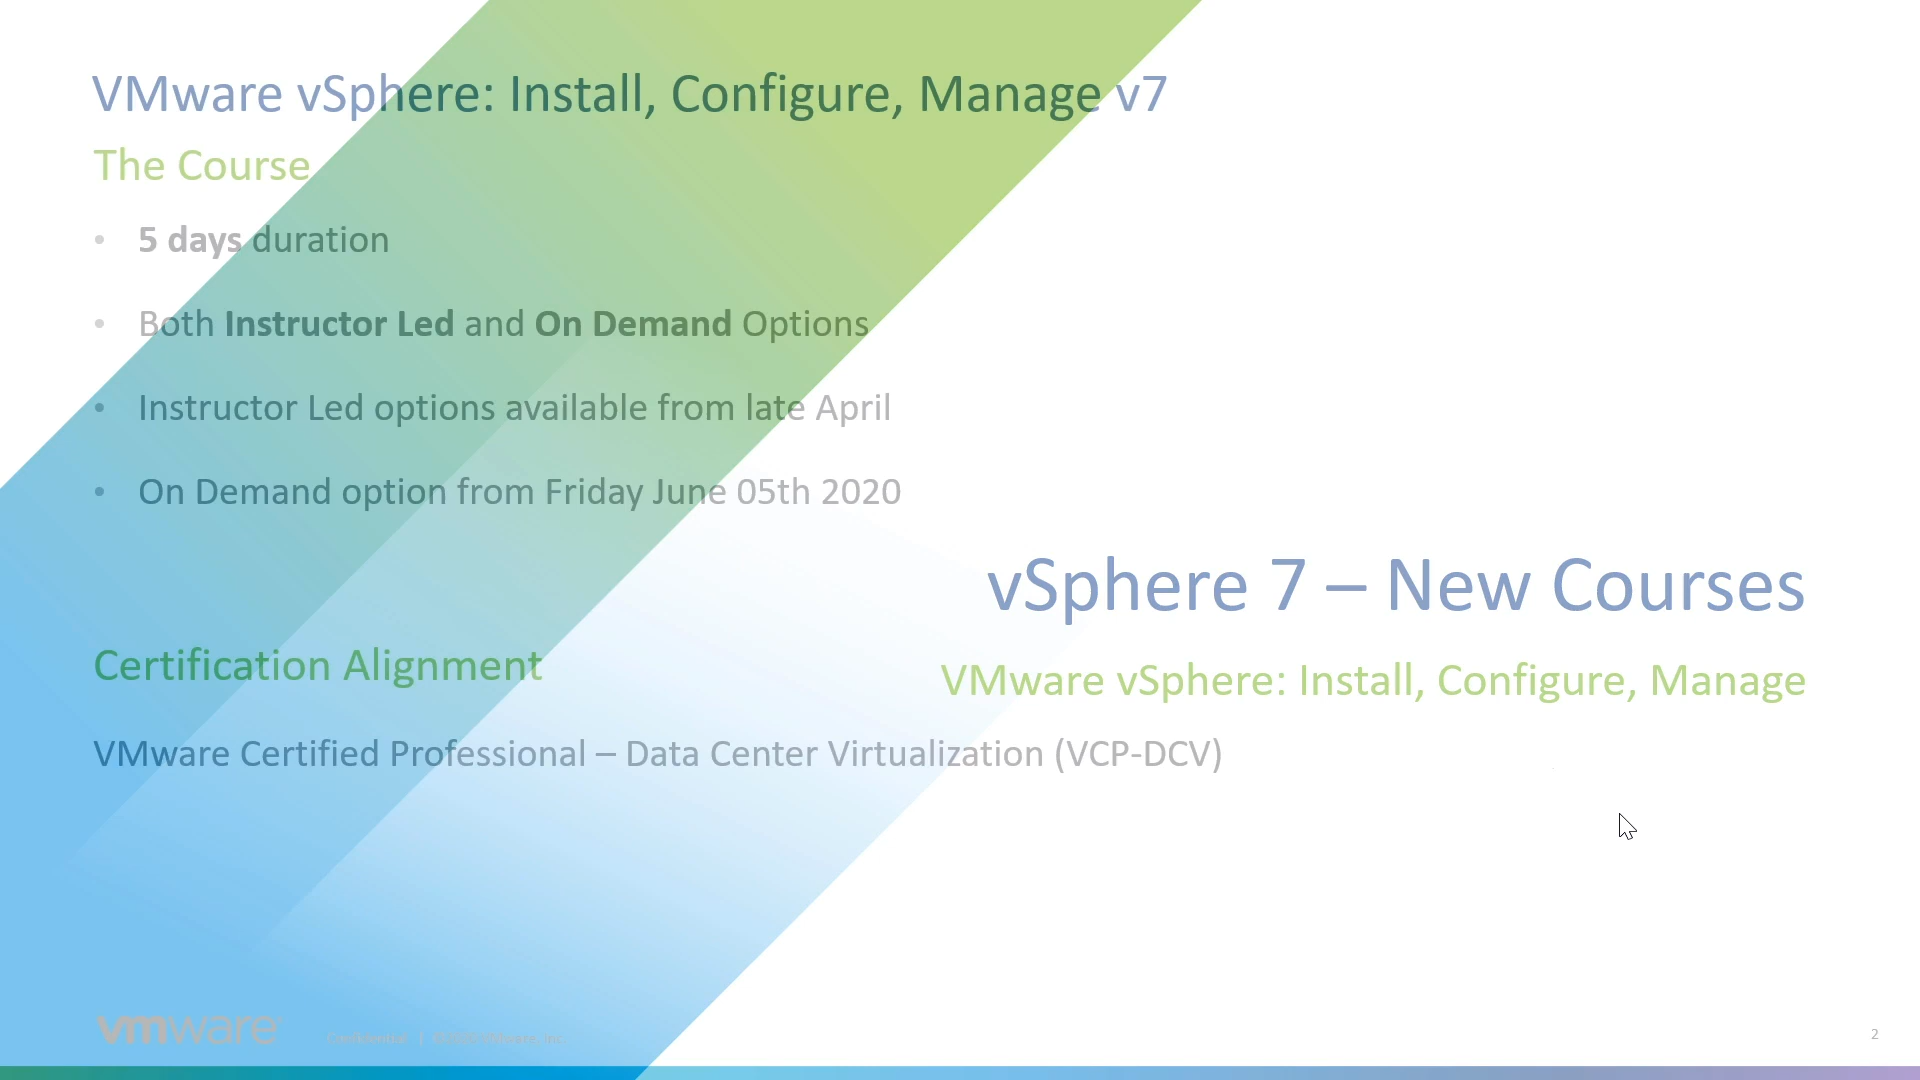 VMware vSphere: Install, Configure, Manage v7
The Course
• 5 days duration
• Both Instructor Led and On Demand Options
• Instructor Led options available from late April
• On Demand option from Friday June 05th 2020
vSphere 7 – New Courses
VMware vSphere: Install, Configure, Manage
Certification Alignment
VMware Certified Professional – Data Center Virtualization (VCP-DCV)
vmware
Confidential | ©2020 VMware, Inc.
2